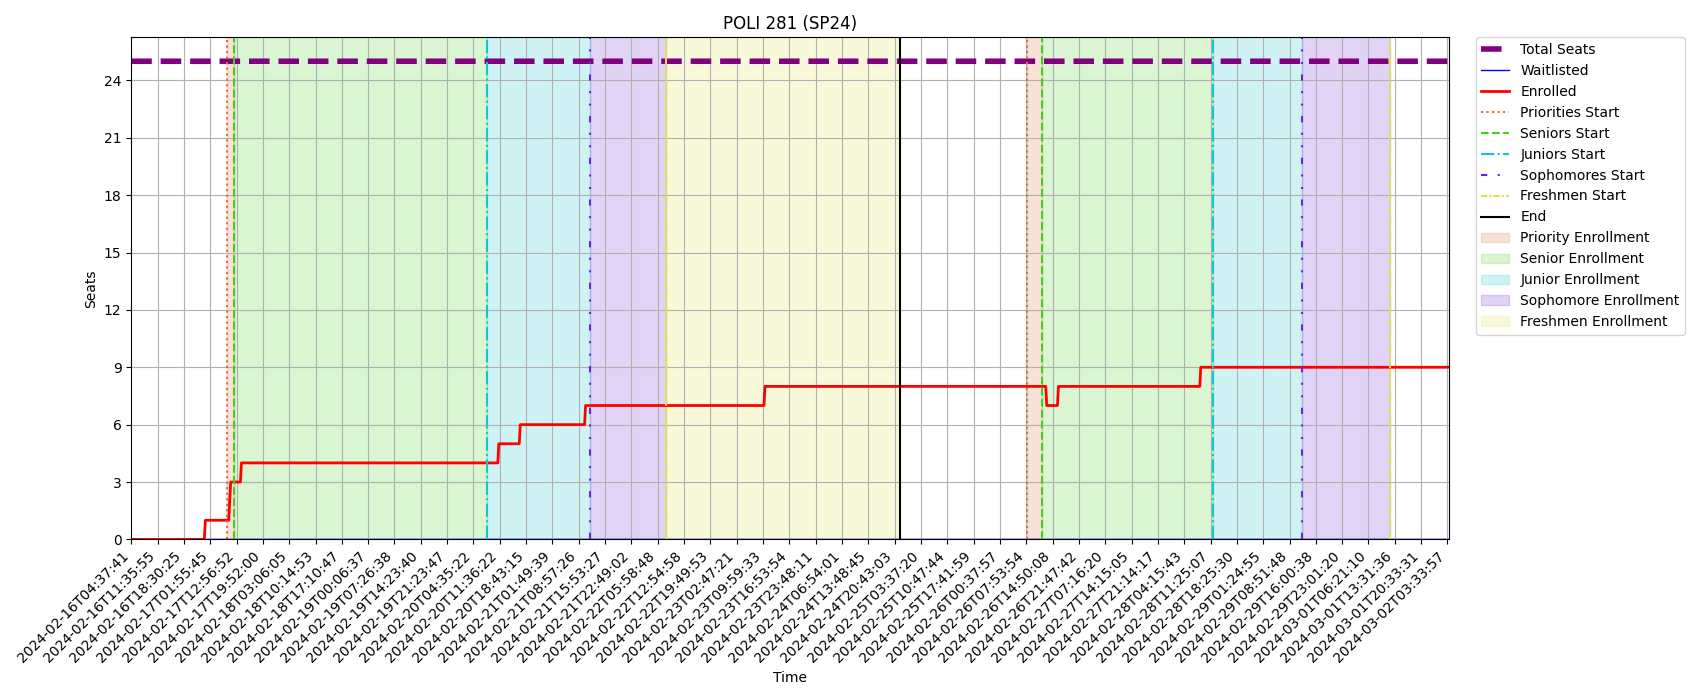 POLI 281 (SP24)
Total Seats
Waitlisted
Enrolled
Priorities Start
Seniors Start
Juniors Start
Sophomores Start
Freshmen Start
End
Priority Enrollment
Senior Enrollment
Junior Enrollment
Sophomore Enrollment
Freshmen Enrollment
Seats
24
21
18
15
12
9
6
3
0
2024-02-16T04:37:41
2024-02-16T11:35:55
2024-02-16T18:30:25
2024-02-17T01:55:45
2024-02-17T12:56:52
2024-02-17T19:52:00
2024-02-18T03:06:05
2024-02-18T10:14:53
2024-02-18T17:10:47
2024-02-19T00:06:37
2024-02-19T07:26:38
2024-02-19T14:23:40
2024-02-19T21:23:47
2024-02-20T04:35:22
2024-02-20T11:36:22
2024-02-20T18:43:15
2024-02-21T01:49:39
2024-02-21T08:57:26
2024-02-21T15:53:27
2024-02-21T22:49:02
2024-02-22T05:58:48
2024-02-22T12:54:58
2024-02-22T19:49:55
2024-02-23T02:47:21
2024-02-23T09:59:33
2024-02-23T16:53:54
2024-02-23T23:48:11
2024-02-24T06:54:01
2024-02-24T13:48:45
2024-02-24T20:43:03
2024-02-25T03:37:20
2024-02-25T10:47:44
2024-02-25T17:41:59
2024-02-26T00:37:57
2024-02-26T07:53:54
2024-02-26T14:50:08
2024-02-26T21:47:42
2024-02-27T07:16:20
2024-02-27T14:15:05
2024-02-27T21:14:17
2024-02-28T04:15:43
2024-02-28T11:25:07
2024-02-28T18:25:30
2024-02-29T01:24:55
2024-02-29T08:51:48
2024-02-29T16:00:38
2024-02-29T23:01:20
2024-03-01T06:21:10
2024-03-01T13:31:36
2024-03-01T20:33:31
2024-03-02T03:33:57
Time